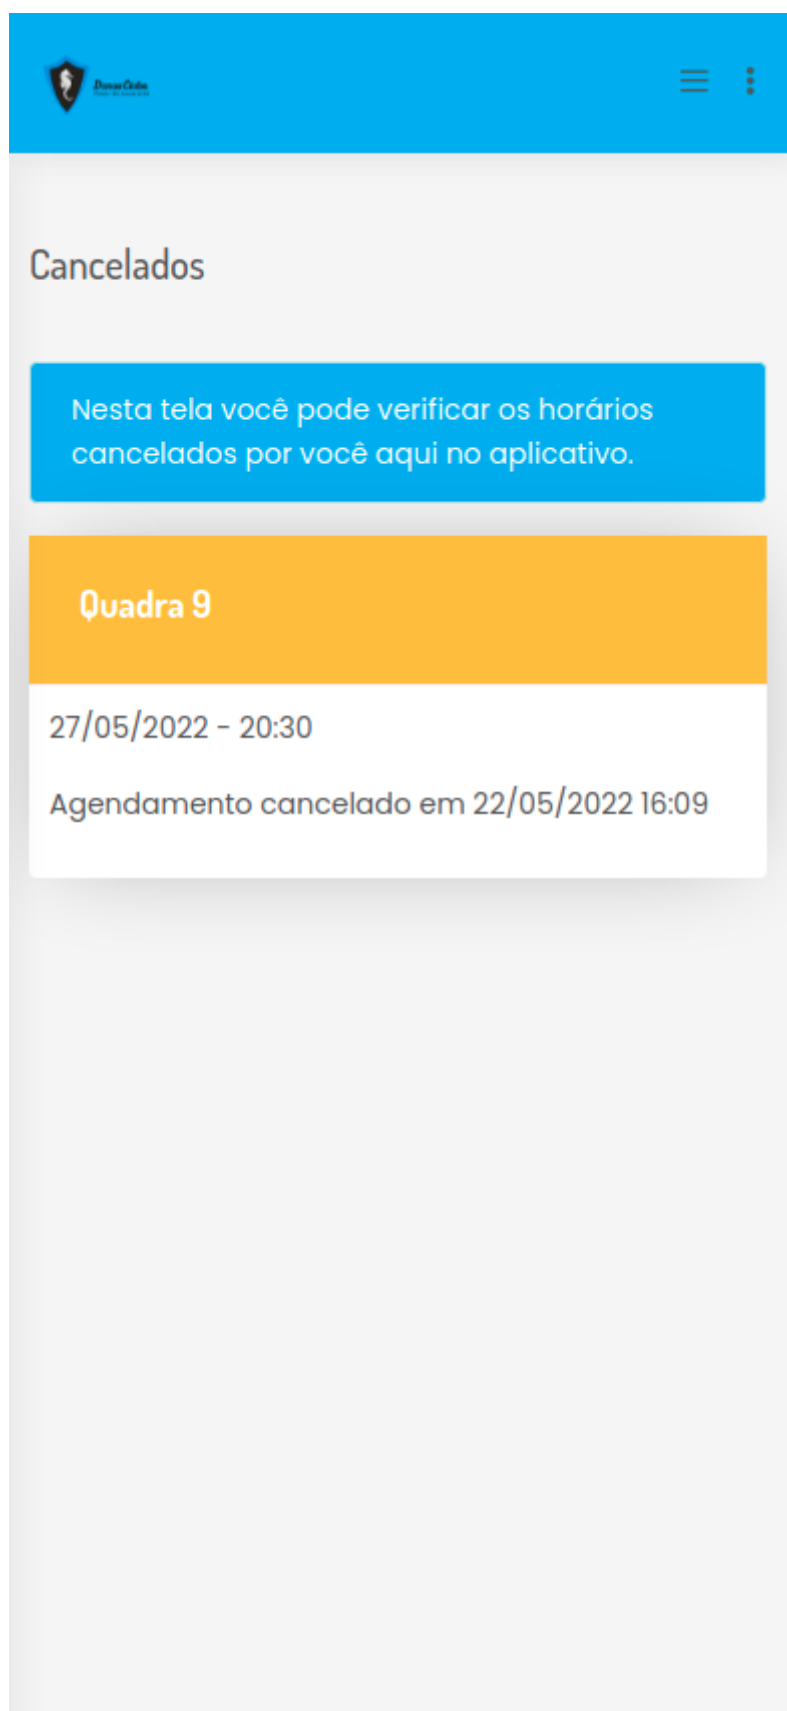 Cancelados
Nesta tela você pode verificar os horários
cancelados por você aqui no aplicativo.
Quadra 9
27/05/2022 - 20:30
Agendamento cancelado em 22/05/2022 16:09